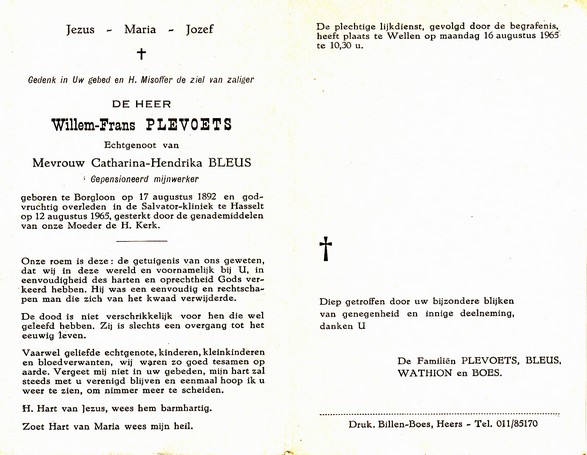 Jezus - Maria - Jozef
Gedenk in Uw gebed en H. Misoffer de ziel van zaliger
DE HEER
Willem-Frans PLEVOETS
Echtgenoot van
Mevrouw Catharina-Hendrika BLEUS
Gepensioneerd mijnwerker
geboren te Borgloon op 17 augustus 1892 en god-
vruchtig overleden in de Salvator-kliniek te Hasselt
op 12 augustus 1965, gesterkt door de genademiddelen
van onze Moeder de H. Kerk.
Onze roem is deze : de getuigenis van ons geweten,
dat wij in deze wereld en voornamelijk bij U, in
eenvoudigheid des harten en oprechtheid Gods ver-
keerd hebben. Hij was een eenvoudig en rechtscha-
pen man die zich van het kwaad verwijderde.
De dood is niet verschrikkelijk voor hen die wel
geleefd hebben. Zij is slechts een overgang tot het
eeuwig leven.
Vaarwel geliefde echtgenote, kinderen, kleinkinderen
en bloedverwanten, wij waren zo goed tesamen op
aarde. Vergeet mij niet in uw gebeden, mijn hart zal
steeds met u verenigd blijven en eenmaal hoop ik u
weer te zien, om nimmer meer te scheiden.
H. Hart van Jezus, wees hem barmhartig.
Zoet Hart van Maria wees mijn heil.
De plechtige lijkdienst, gevolgd door de begrafenis,
heeft plaats te Wellen op maandag 16 augustus 1965
te 10,30 u.
Diep getroffen door uw bijzondere blijken
van genegenheid en innige deelneming,
danken U
De Familiën PLEVOETS, BLEUS,
WATHION en BOES.
Druk. Billen-Boes, Heers - Tel. 011/85170